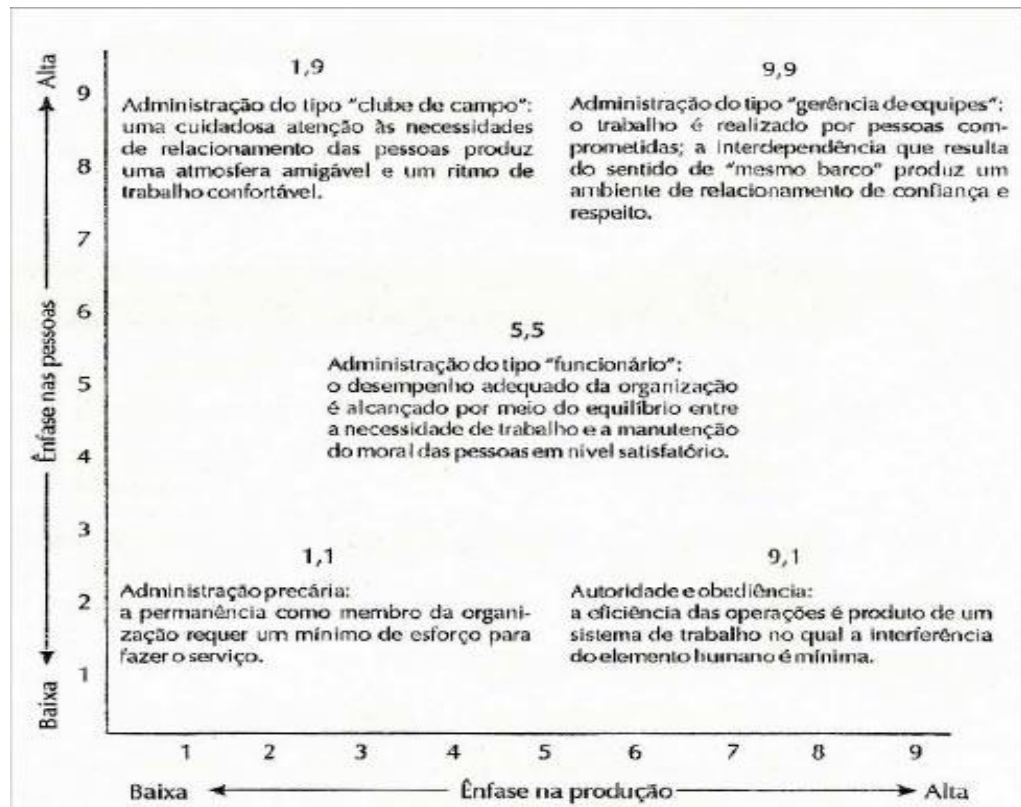 Alta
Ênfase nas pessoas
Baixa
9
8
7
6
5
4
3
2
1
1,9
Administração do tipo "clube de campo":
uma cuidadosa atenção às necessidades
de relacionamento das pessoas produz
uma atmosfera amigável e um ritmo de
trabalho confortável.
9,9
Administração do tipo "gerência de equipes":
o trabalho é realizado por pessoas com-
prometidas; a interdependência que resulta
do sentido de "mesmo barco" produz um
ambiente de relacionamento de confiança e
respeito.
5,5
Administração do tipo "funcionário":
o desempenho adequado da organização
é alcançado por meio do equilíbrio entre
a necessidade de trabalho e a manutenção
do moral das pessoas em nível satisfatório.
1,1
Administração precária:
a permanência como membro da organi-
zação requer um mínimo de esforço para
fazer o serviço.
9,1
Autoridade e obediência:
a eficiência das operações é produto de um
sistema de trabalho no qual a interferência
do elemento humano é mínima.
1 2 3 4 5 6 7 8 9
Baixa Ênfase na produção Alta